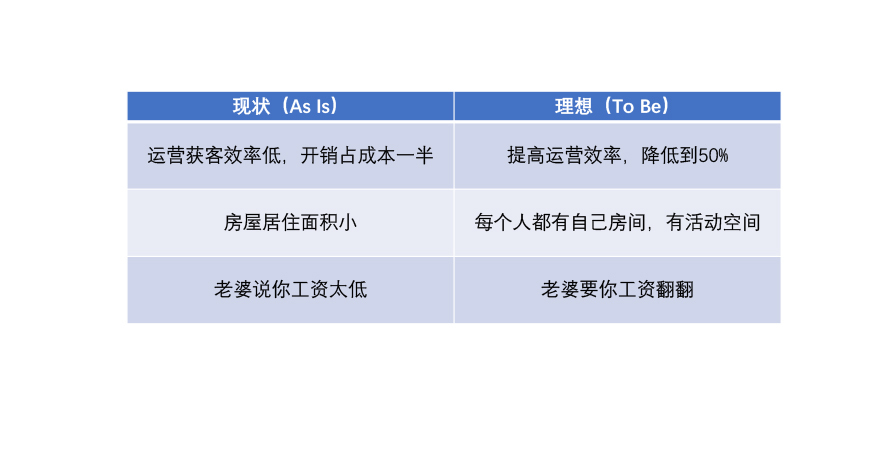 现状（As Is） 理想（To Be）
运营获客效率低，开销占成本一半 提高运营效率，降低到50%
房屋居住面积小 每个人都有自己房间，有活动空间
老婆说你工资太低 老婆要你工资翻翻